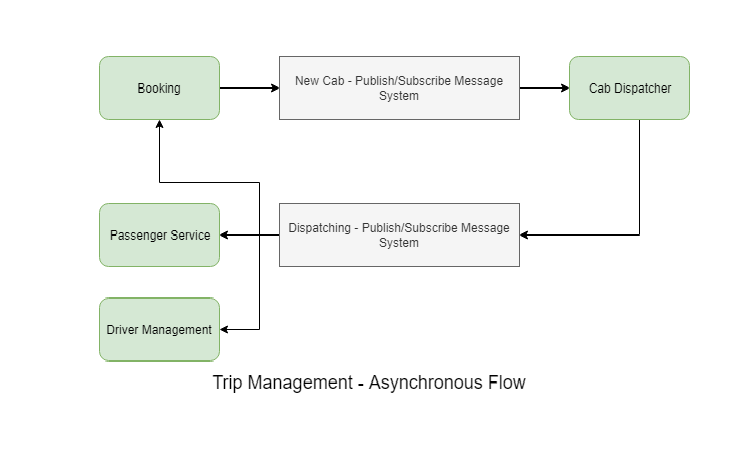 Booking
New Cab - Publish/Subscribe Message
System
Cab Dispatcher
Passenger Service
Dispatching - Publish/Subscribe Message
System
Driver Management
Trip Management - Asynchronous Flow